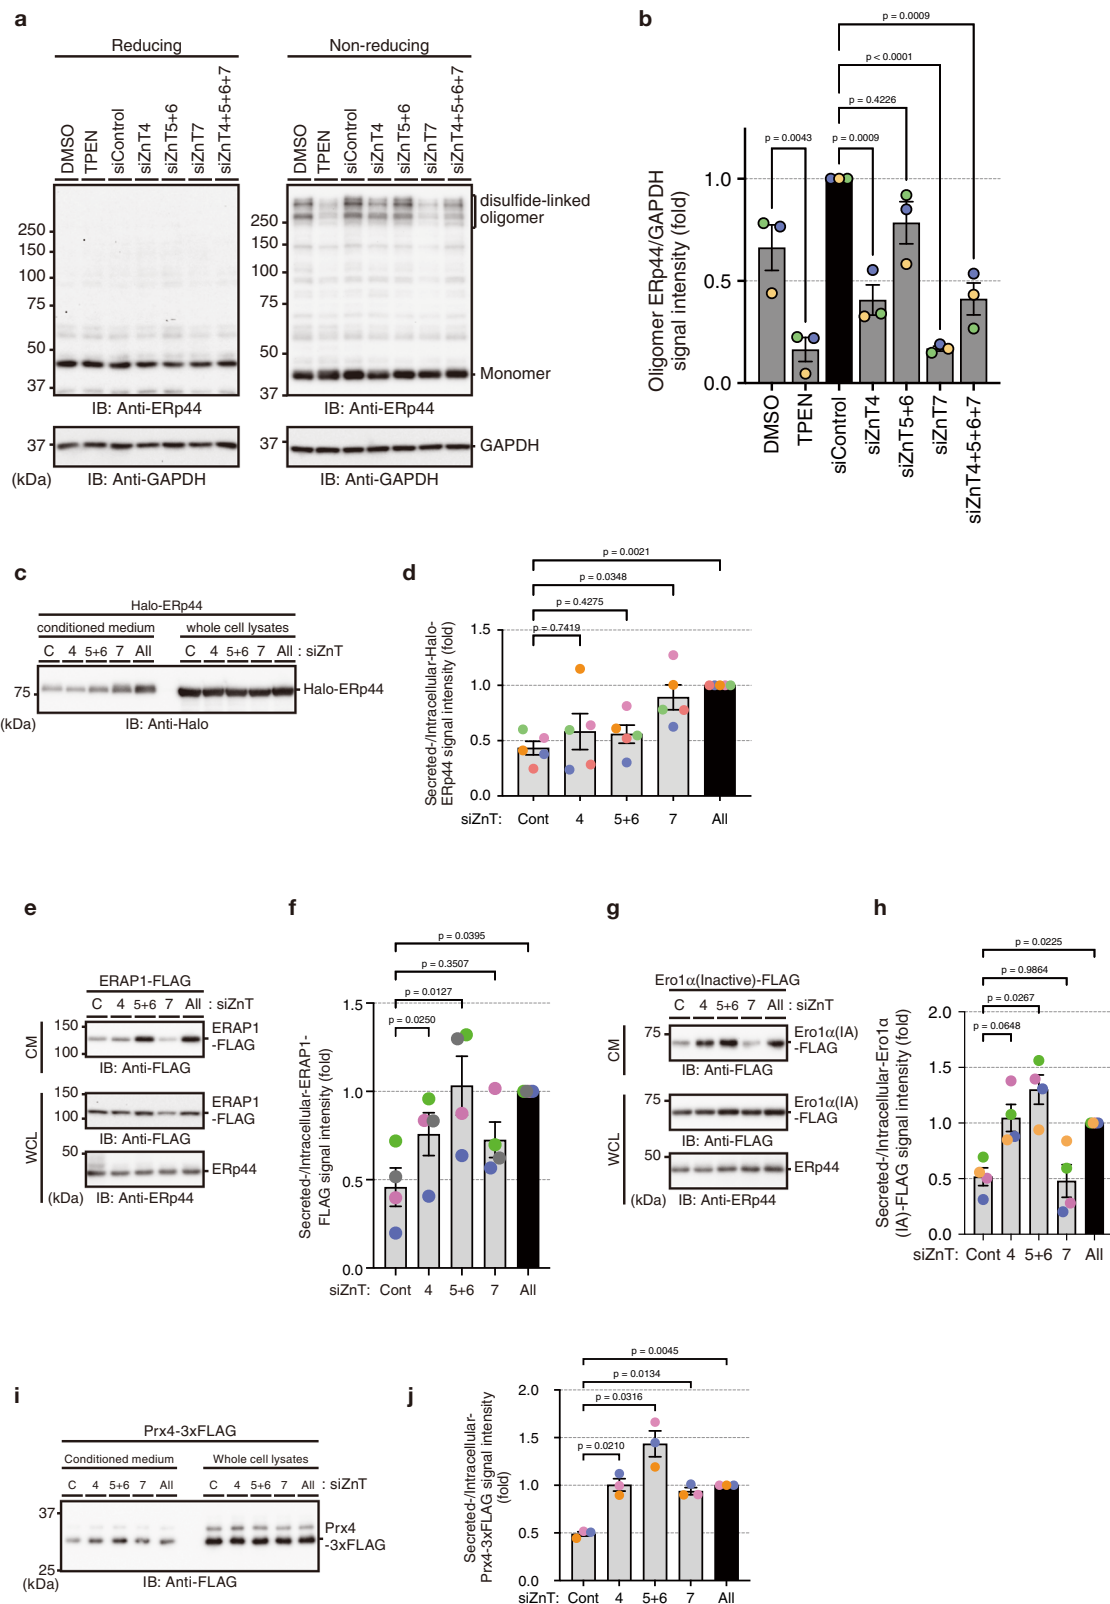 a
Reducing
Non-reducing
DMSO
TPEN
siControl
siZnT4
siZnT5+6
siZnT7
siZnT4+5+6+7
DMSO
TPEN
siControl
siZnT4
siZnT5+6
siZnT7
siZnT4+5+6+7
250
150
100
75
50
37
250
150
100
75
50
37
disulfide-linked
oligomer
Monomer
IB: Anti-ERp44
IB: Anti-ERp44
37
37
GAPDH
(kDa)
IB: Anti-GAPDH
IB: Anti-GAPDH
b
p = 0.0009
p < 0.0001
p = 0.4226
p = 0.0043
p = 0.0009
Oligomer ERp44/GAPDH
signal intensity (fold)
1.0
0.5
0.0
DMSO
TPEN
siControl
siZnT4
siZnT5+6
siZnT7
siZnT4+5+6+7
c
Halo-ERp44
conditioned medium
whole cell lysates
C 4 5+6 7 All C 4 5+6 7 All : siZnT
75
Halo-ERp44
(kDa)
IB: Anti-Halo
d
p = 0.0021
p = 0.0348
p = 0.4275
p = 0.7419
Secreted-/Intracellular-Halo-
ERp44 signal intensity (fold)
1.5
1.0
0.5
0.0
siZnT: Cont 4 5+6 7 All
e
ERAP1-FLAG
C 4 5+6 7 All : siZnT
CM
150
100
ERAP1
-FLAG
IB: Anti-FLAG
WCL
150
100
ERAP1
-FLAG
IB: Anti-FLAG
50
ERp44
(kDa)
IB: Anti-ERp44
f
p = 0.0395
p = 0.3507
p = 0.0127
p = 0.0250
Secreted-/Intracellular-ERAP1-
FLAG signal intensity (fold)
1.5
1.0
0.5
0.0
siZnT: Cont 4 5+6 7 All
g
Ero1α(Inactive)-FLAG
C 4 5+6 7 All : siZnT
CM
75
Ero1α(IA)
-FLAG
IB: Anti-FLAG
WCL
75
Ero1α(IA)
-FLAG
IB: Anti-FLAG
50
ERp44
(kDa)
IB: Anti-ERp44
h
p = 0.0225
p = 0.9864
p = 0.0267
p = 0.0648
Secreted-/Intracellular-Ero1α
(IA)-FLAG signal intensity (fold)
2.0
1.5
1.0
0.5
0.0
siZnT: Cont 4 5+6 7 All
i
Prx4-3xFLAG
Conditioned medium
Whole cell lysates
C 4 5+6 7 All C 4 5+6 7 All : siZnT
37
25
Prx4
-3xFLAG
(kDa)
IB: Anti-FLAG
j
p = 0.0045
p = 0.0134
p = 0.0316
p = 0.0210
Secreted-/Intracellular-
Prx4-3xFLAG signal intensity
(fold)
2.0
1.5
1.0
0.5
0.0
siZnT: Cont 4 5+6 7 All